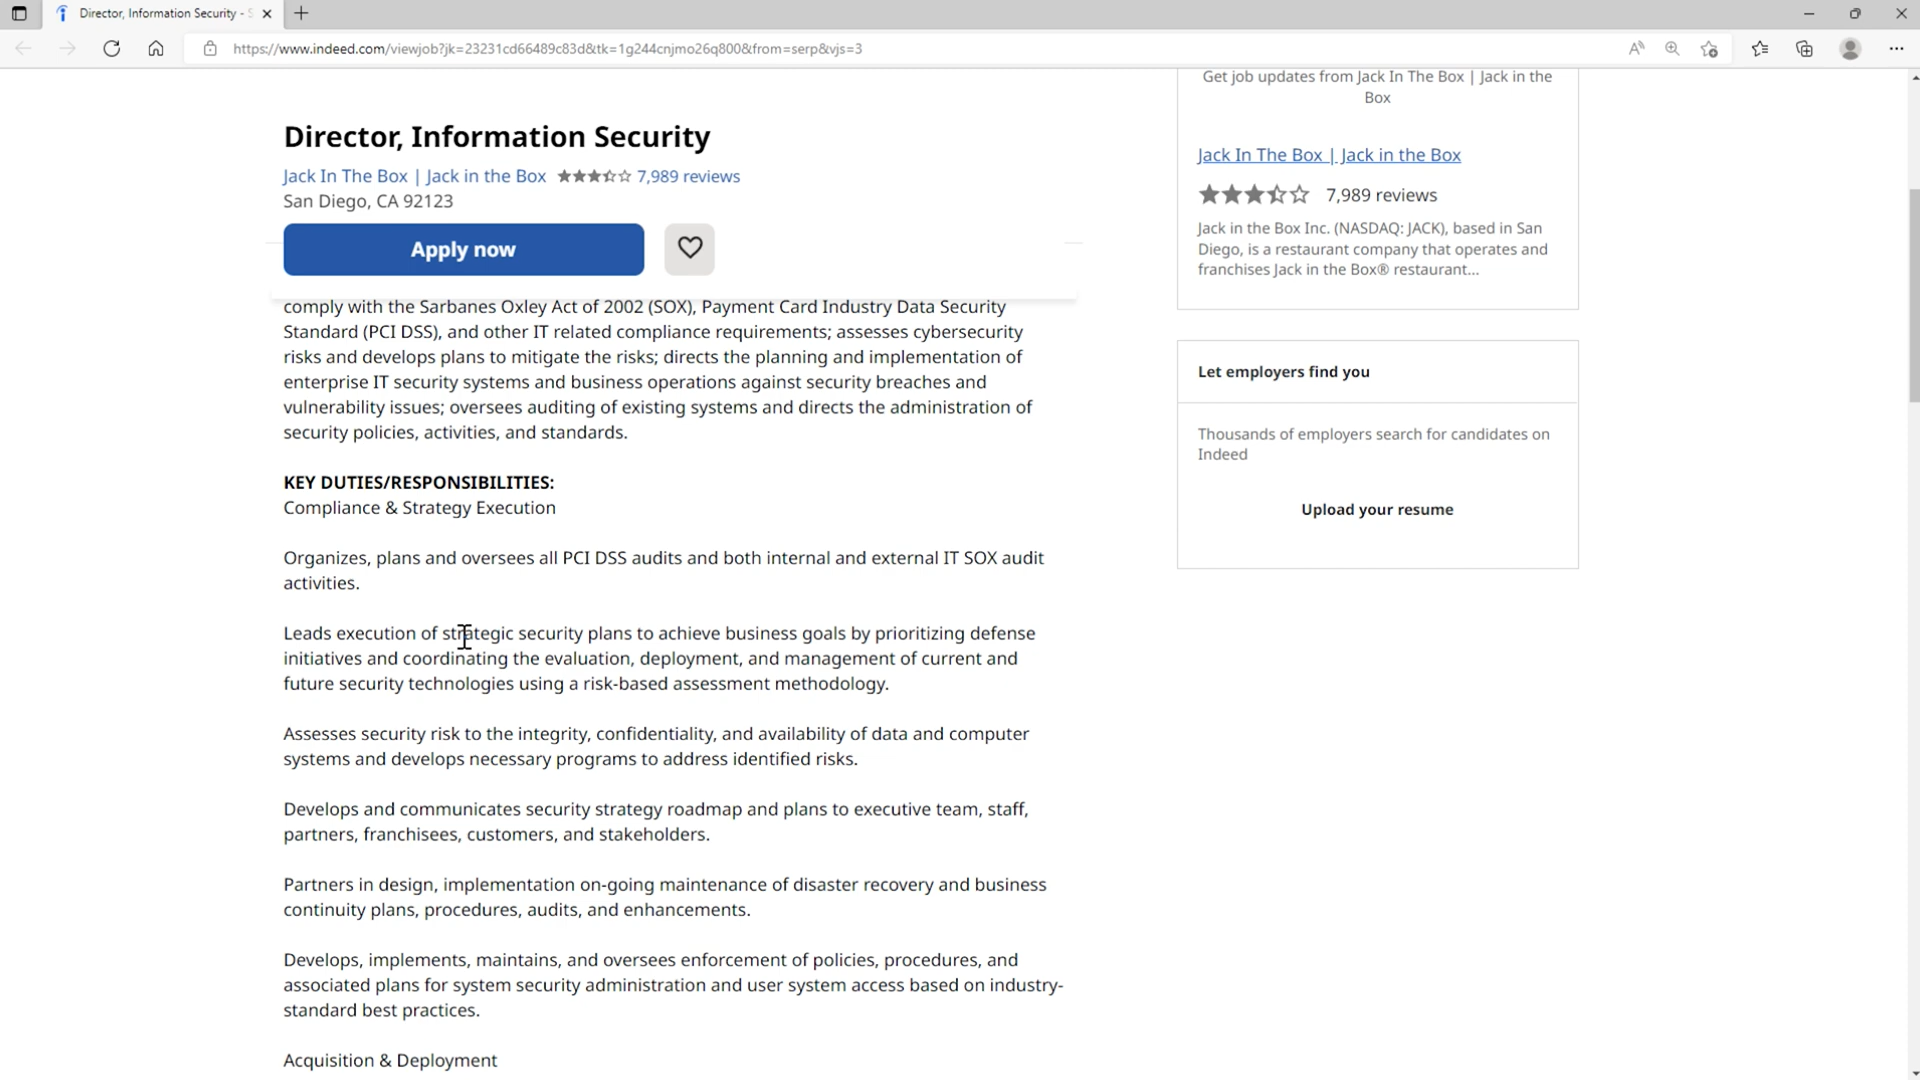 Director, Information Security - S
https://www.indeed.com/viewjob?jk=23231cd66489c83d&tk=1g244cnjmo26q800&from=serp&vjs=3
Director, Information Security
Jack In The Box | Jack in the Box 7,989 reviews
San Diego, CA 92123
Apply now
comply with the Sarbanes Oxley Act of 2002 (SOX), Payment Card Industry Data Security
Standard (PCI DSS), and other IT related compliance requirements; assesses cybersecurity
risks and develops plans to mitigate the risks; directs the planning and implementation of
enterprise IT security systems and business operations against security breaches and
vulnerability issues; oversees auditing of existing systems and directs the administration of
security policies, activities, and standards.
KEY DUTIES/RESPONSIBILITIES:
Compliance & Strategy Execution
Organizes, plans and oversees all PCI DSS audits and both internal and external IT SOX audit
activities.
Leads execution of strategic security plans to achieve business goals by prioritizing defense
initiatives and coordinating the evaluation, deployment, and management of current and
future security technologies using a risk-based assessment methodology.
Assesses security risk to the integrity, confidentiality, and availability of data and computer
systems and develops necessary programs to address identified risks.
Develops and communicates security strategy roadmap and plans to executive team, staff,
partners, franchisees, customers, and stakeholders.
Partners in design, implementation on-going maintenance of disaster recovery and business
continuity plans, procedures, audits, and enhancements.
Develops, implements, maintains, and oversees enforcement of policies, procedures, and
associated plans for system security administration and user system access based on industry-
standard best practices.
Acquisition & Deployment
Get job updates from Jack In The Box | Jack in the
Box
Jack In The Box | Jack in the Box
7,989 reviews
Jack in the Box Inc. (NASDAQ: JACK), based in San
Diego, is a restaurant company that operates and
franchises Jack in the Box® restaurant...
Let employers find you
Thousands of employers search for candidates on
Indeed
Upload your resume